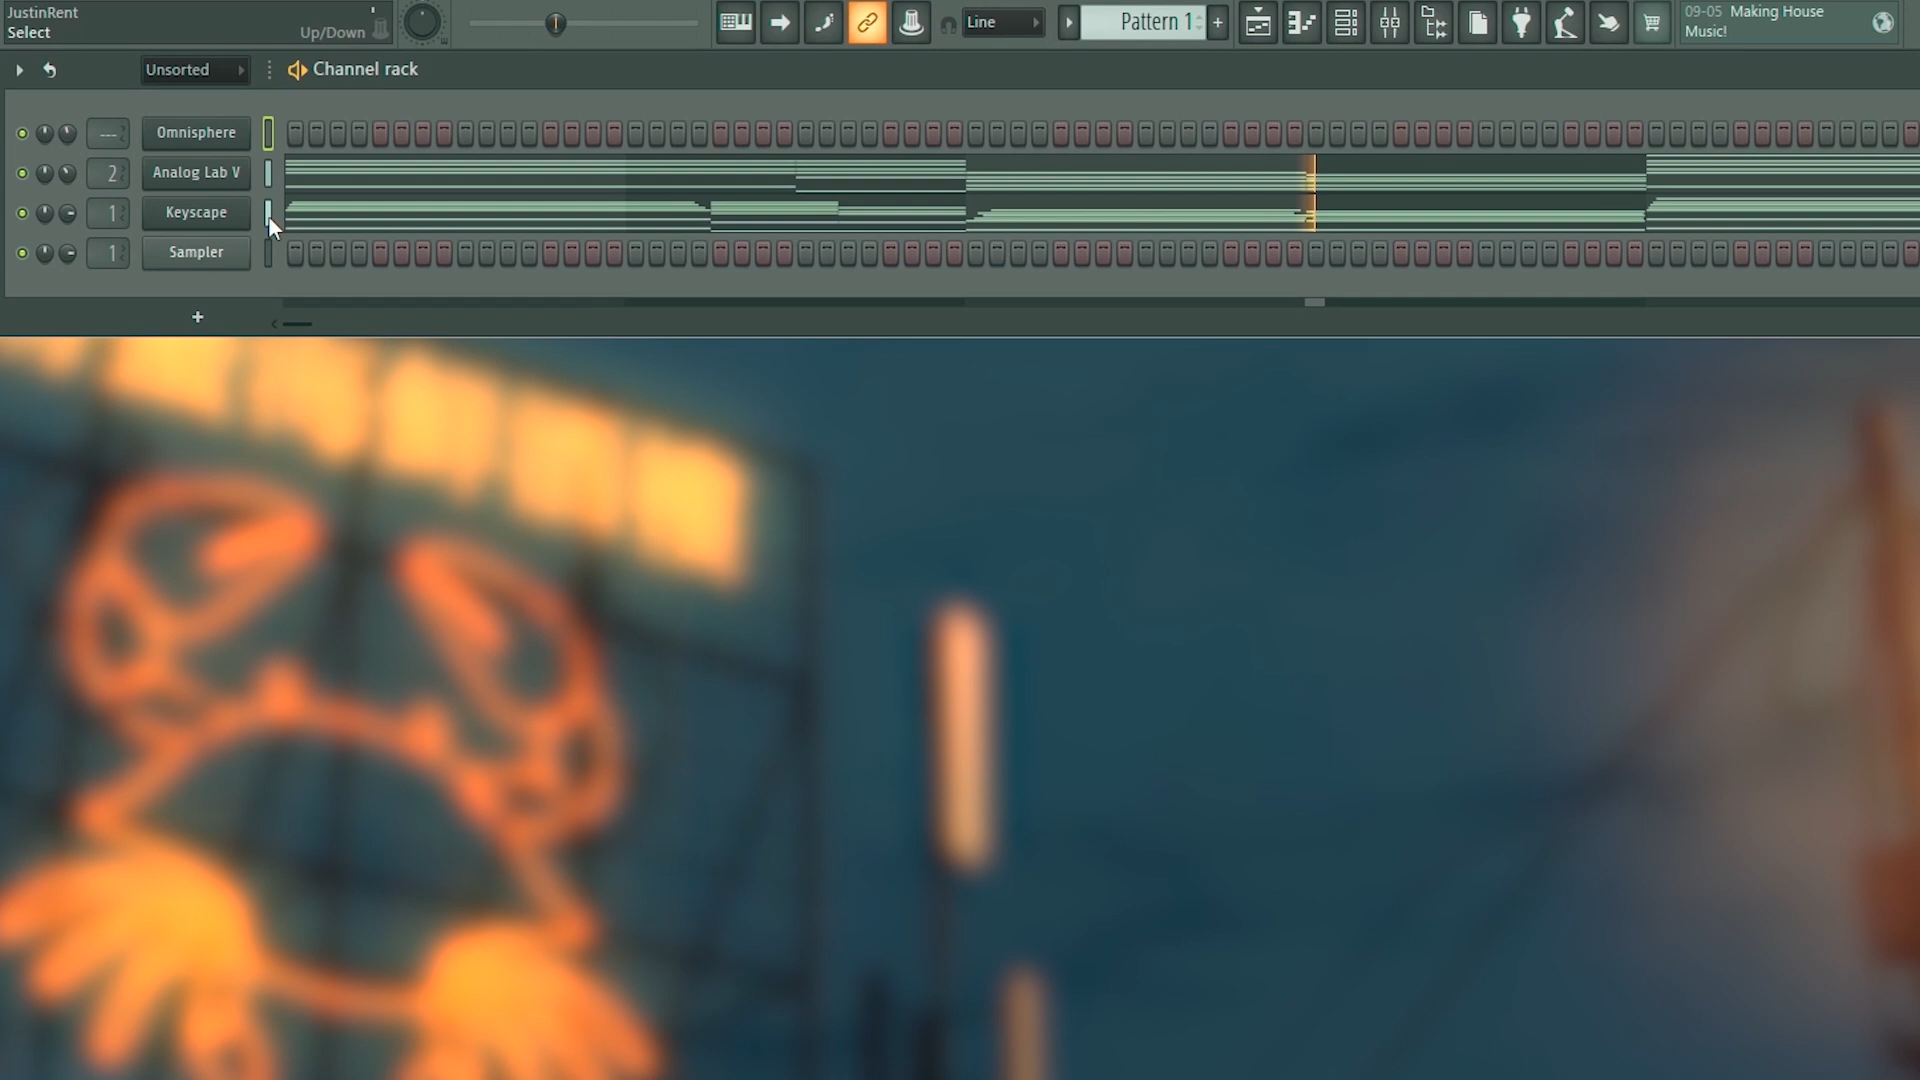 JustinRent
Select
Up/Down
Line
Pattern 1
+
09-05 Making House
Music!
Unsorted
Channel rack
--- Omnisphere
2 Analog Lab V
1 Keyscape
1 Sampler
+